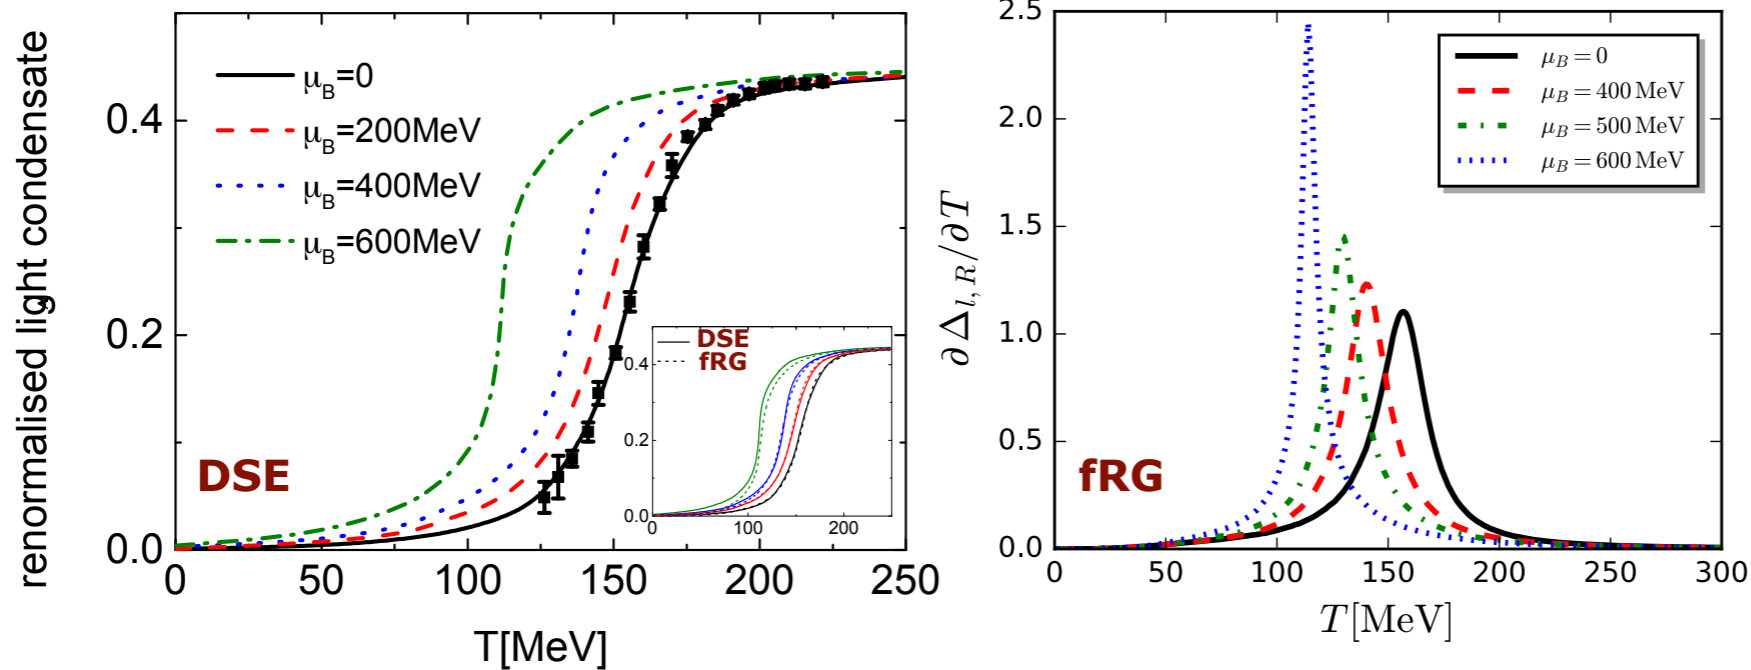 renormalised light condensate
0.4
0.2
0.0
μB=0
μB=200MeV
μB=400MeV
μB=600MeV
DSE
DSE
fRG
0.4
0.2
0.0
0 100 200
0 50 100 150 200 250
T[MeV]
∂Δl,R/∂T
2.5
2.0
1.5
1.0
0.5
0.0
μB = 0
μB = 400 MeV
μB = 500 MeV
μB = 600 MeV
fRG
0 50 100 150 200 250 300
T[MeV]